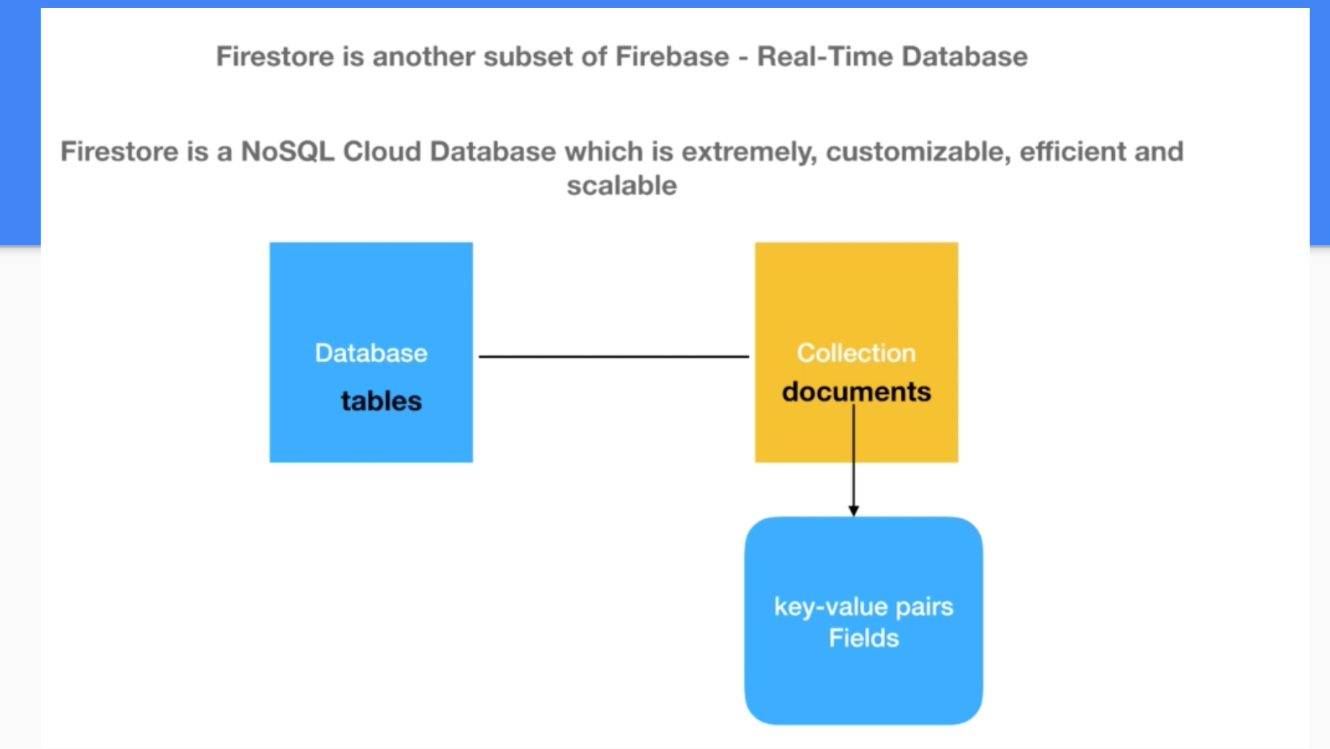 Firestore is another subset of Firebase - Real-Time Database
Firestore is a NoSQL Cloud Database which is extremely, customizable, efficient and
scalable
Database
tables
Collection
documents
key-value pairs
Fields